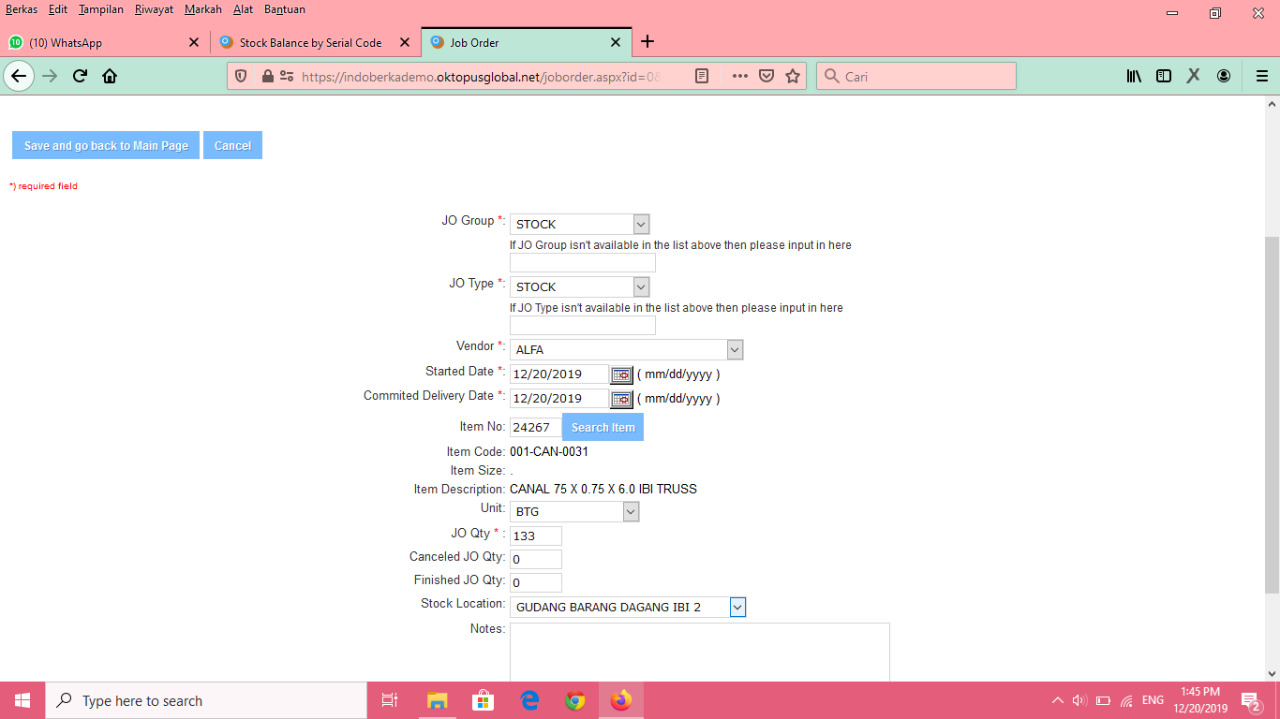 Berkas Edit Tampilan Riwayat Markah Alat Bantuan
10 (10) WhatsApp Stock Balance by Serial Code Job Order
https://indoberkademo.oktopusglobal.net/joborder.aspx?id=0& Cari
Save and go back to Main Page Cancel
*) required field
JO Group *: STOCK
If JO Group isn't available in the list above then please input in here
JO Type *: STOCK
If JO Type isn't available in the list above then please input in here
Vendor *: ALFA
Started Date *: 12/20/2019 ( mm/dd/yyyy )
Commited Delivery Date *: 12/20/2019 ( mm/dd/yyyy )
Item No: 24267 Search Item
Item Code: 001-CAN-0031
Item Size: .
Item Description: CANAL 75 X 0.75 X 6.0 IBI TRUSS
Unit: BTG
JO Qty * : 133
Canceled JO Qty: 0
Finished JO Qty: 0
Stock Location: GUDANG BARANG DAGANG IBI 2
Notes:
Type here to search ENG 1:45 PM
12/20/2019 2